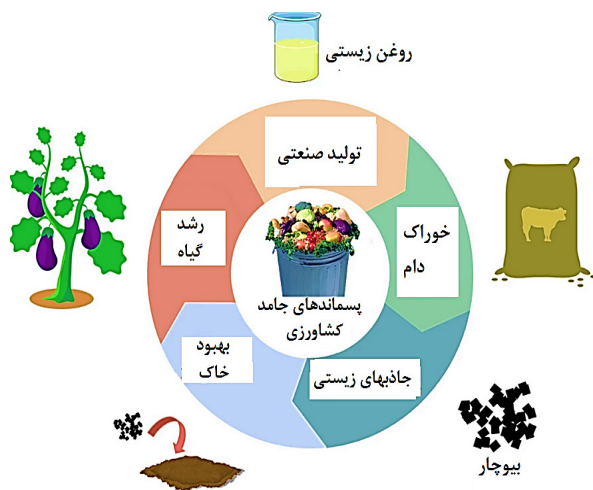 روغن زیستی
تولید صنعتی
خوراک
دام
جاذبهای زیستی
بیوچار
بهبود
خاک
رشد
گیاه
پسماندهای جامد
کشاورزی